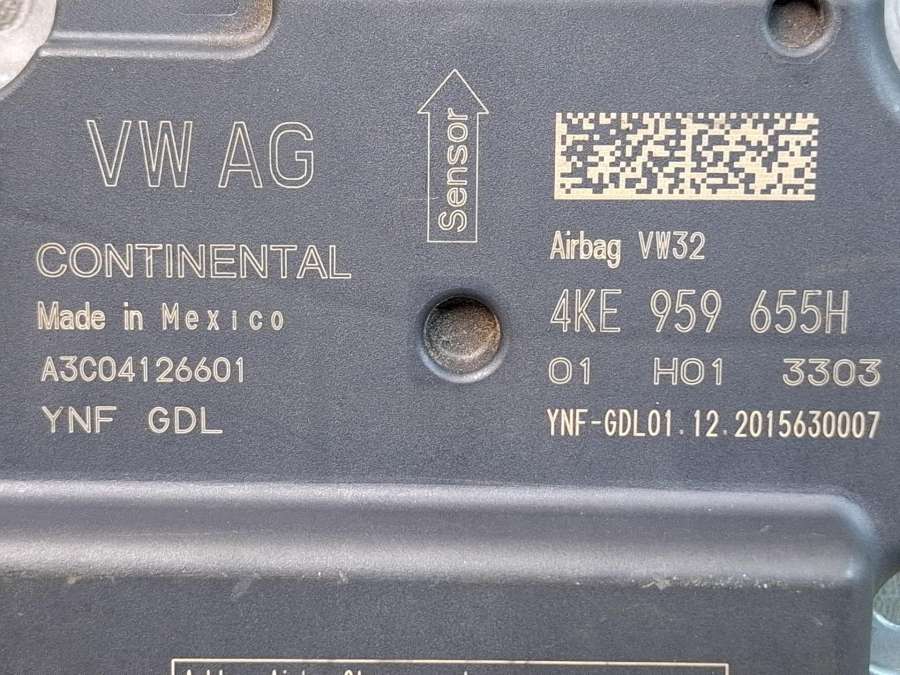 VW AG
Sensor
CONTINENTAL
Made in Mexico
A3C04126601
YNF GDL
Airbag VW32
4KE 959 655H
01 H01 3303
YNF-GDL01.12.2015630007